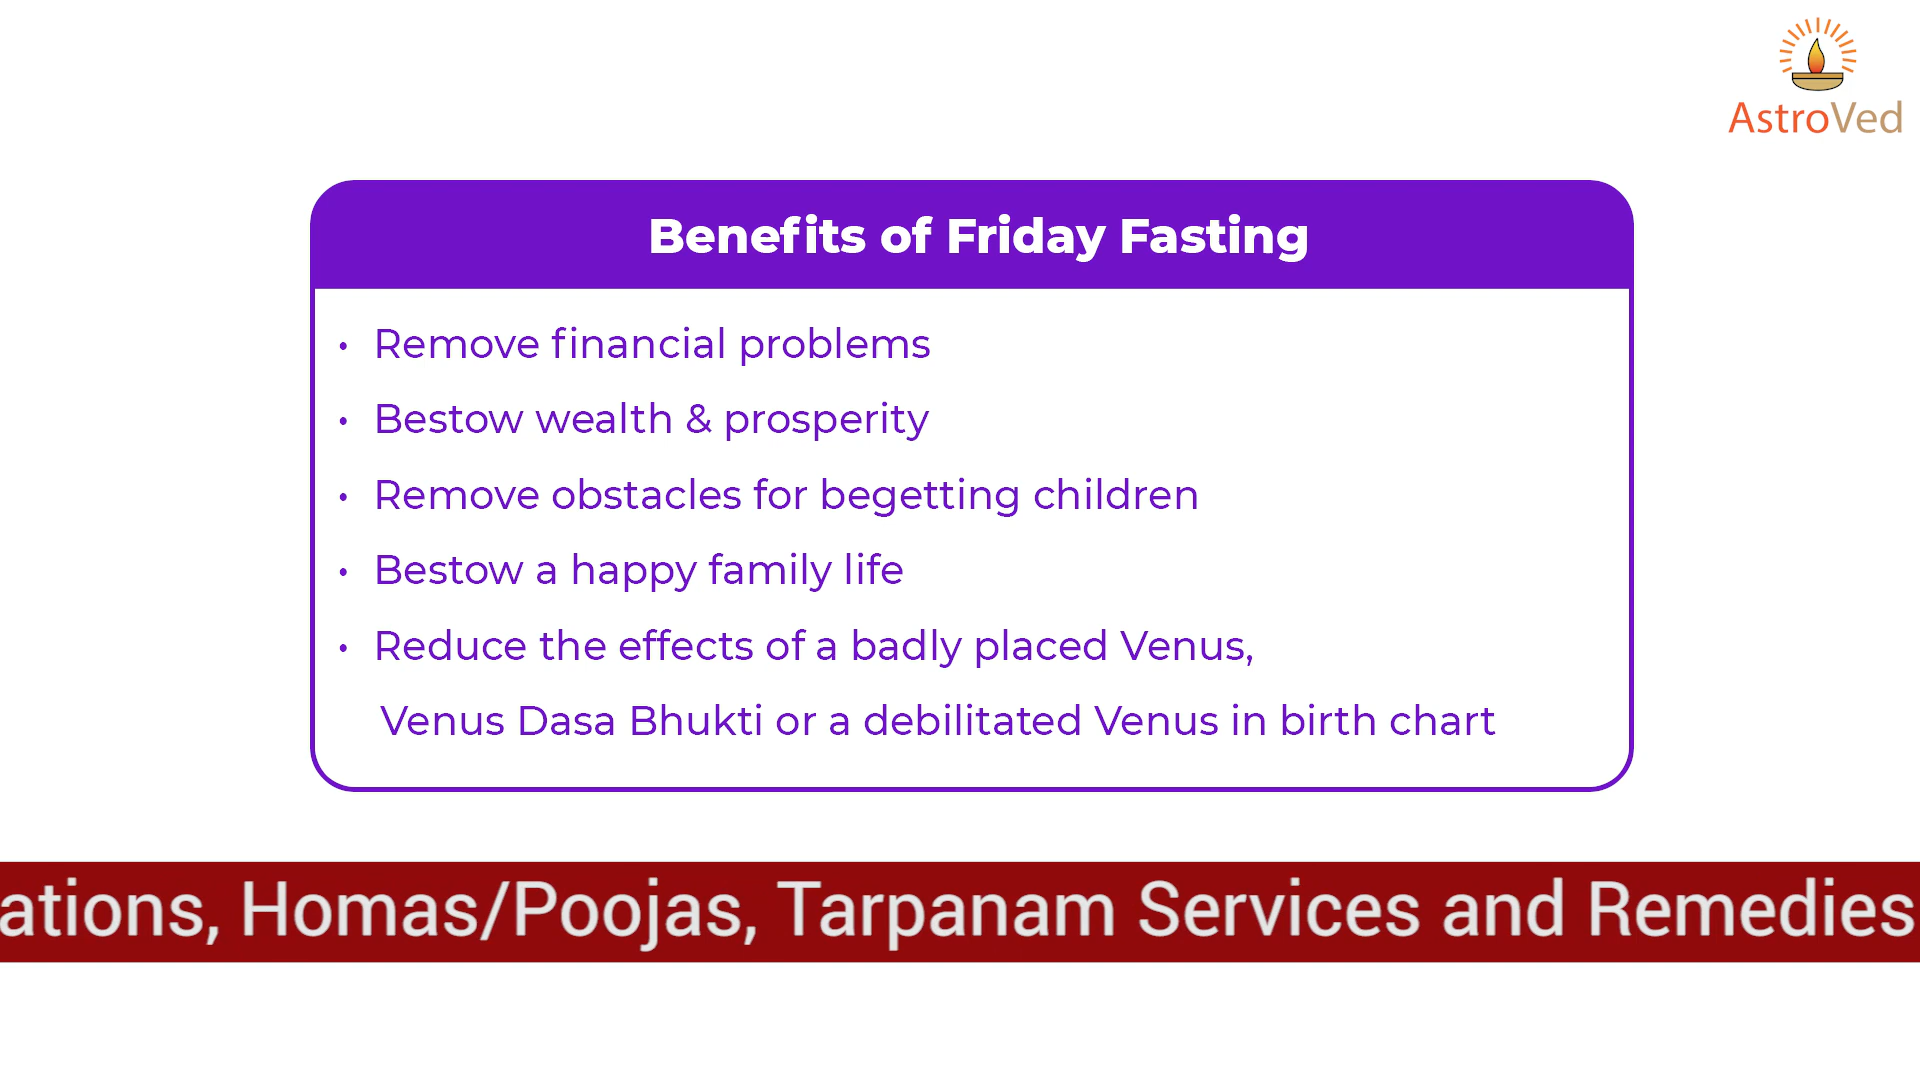 AstroVed
Benefits of Friday Fasting
• Remove financial problems
• Bestow wealth & prosperity
• Remove obstacles for begetting children
• Bestow a happy family life
• Reduce the effects of a badly placed Venus,
Venus Dasa Bhukti or a debilitated Venus in birth chart
ations, Homas/Poojas, Tarpanam Services and Remedies